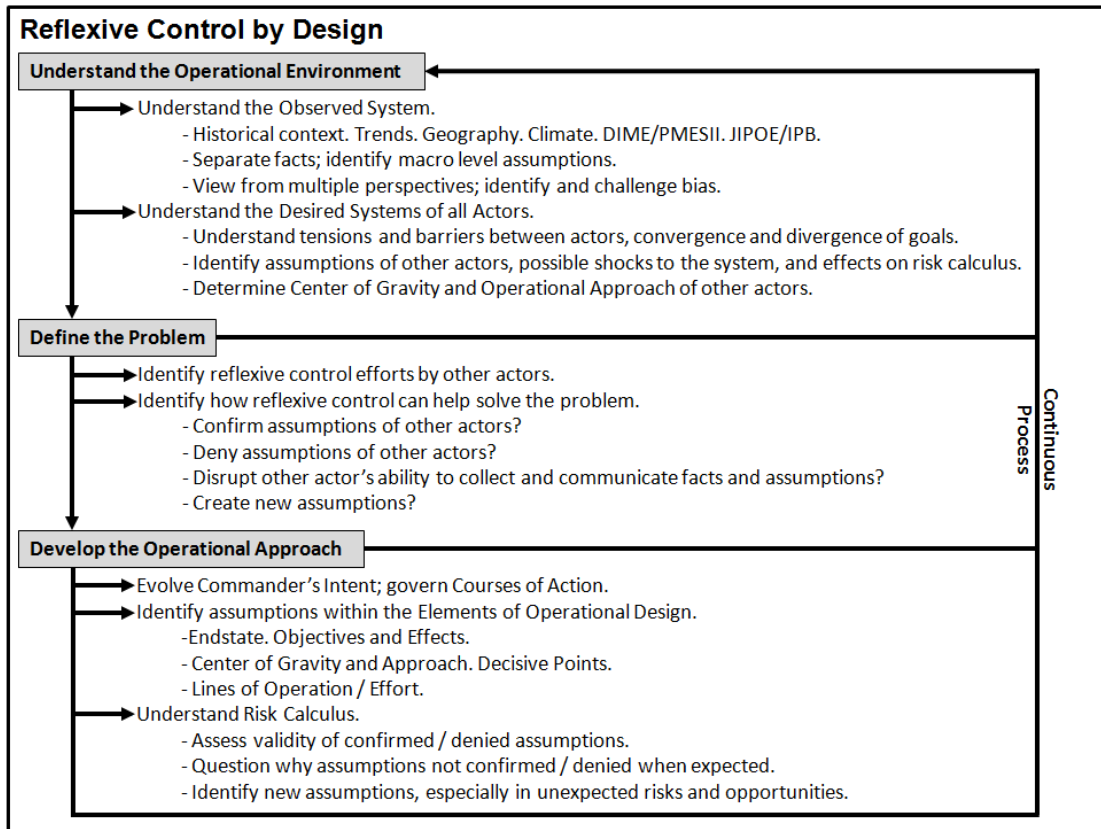 Reflexive Control by Design
Understand the Operational Environment
Understand the Observed System.
- Historical context. Trends. Geography. Climate. DIME/PMESII. JIPOE/IPB.
- Separate facts; identify macro level assumptions.
- View from multiple perspectives; identify and challenge bias.
Understand the Desired Systems of all Actors.
- Understand tensions and barriers between actors, convergence and divergence of goals.
- Identify assumptions of other actors, possible shocks to the system, and effects on risk calculus.
- Determine Center of Gravity and Operational Approach of other actors.
Define the Problem
Identify reflexive control efforts by other actors.
Identify how reflexive control can help solve the problem.
- Confirm assumptions of other actors?
- Deny assumptions of other actors?
- Disrupt other actor's ability to collect and communicate facts and assumptions?
- Create new assumptions?
Continuous
Process
Develop the Operational Approach
Evolve Commander's Intent; govern Courses of Action.
Identify assumptions within the Elements of Operational Design.
-Endstate. Objectives and Effects.
- Center of Gravity and Approach. Decisive Points.
- Lines of Operation / Effort.
Understand Risk Calculus.
- Assess validity of confirmed / denied assumptions.
- Question why assumptions not confirmed / denied when expected.
- Identify new assumptions, especially in unexpected risks and opportunities.